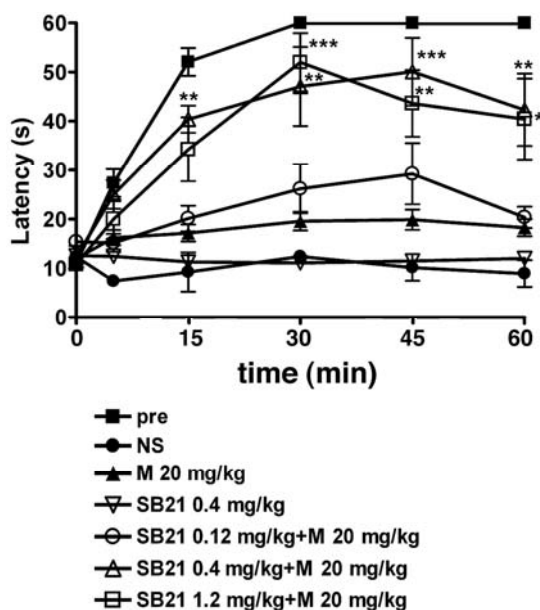 60
50
40
30
20
10
0
Latency (s)
***
***
**
**
**
**
*
0 15 30 45 60
time (min)
pre
NS
M 20 mg/kg
SB21 0.4 mg/kg
SB21 0.12 mg/kg+M 20 mg/kg
SB21 0.4 mg/kg+M 20 mg/kg
SB21 1.2 mg/kg+M 20 mg/kg